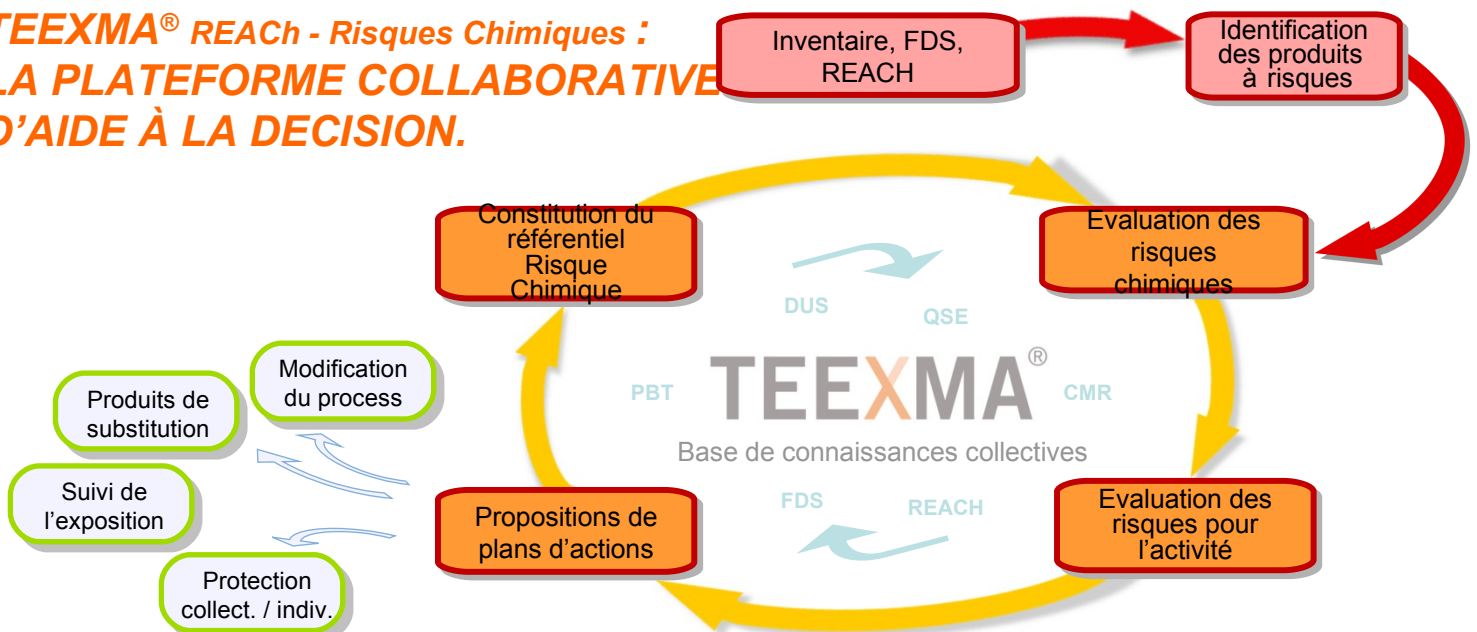 TEEXMA® REACh - Risques Chimiques :
LA PLATEFORME COLLABORATIVE
D’AIDE À LA DECISION.
Inventaire, FDS,
REACH
Identification
des produits
à risques
Constitution du
référentiel
Risque
Chimique
Evaluation des
risques
chimiques
DUS
QSE
PBT
TEEXMA®
CMR
Base de connaissances collectives
FDS
REACH
Modification
du process
Produits de
substitution
Suivi de
l’exposition
Protection
collect. / indiv.
Propositions de
plans d’actions
Evaluation des
risques pour
l’activité